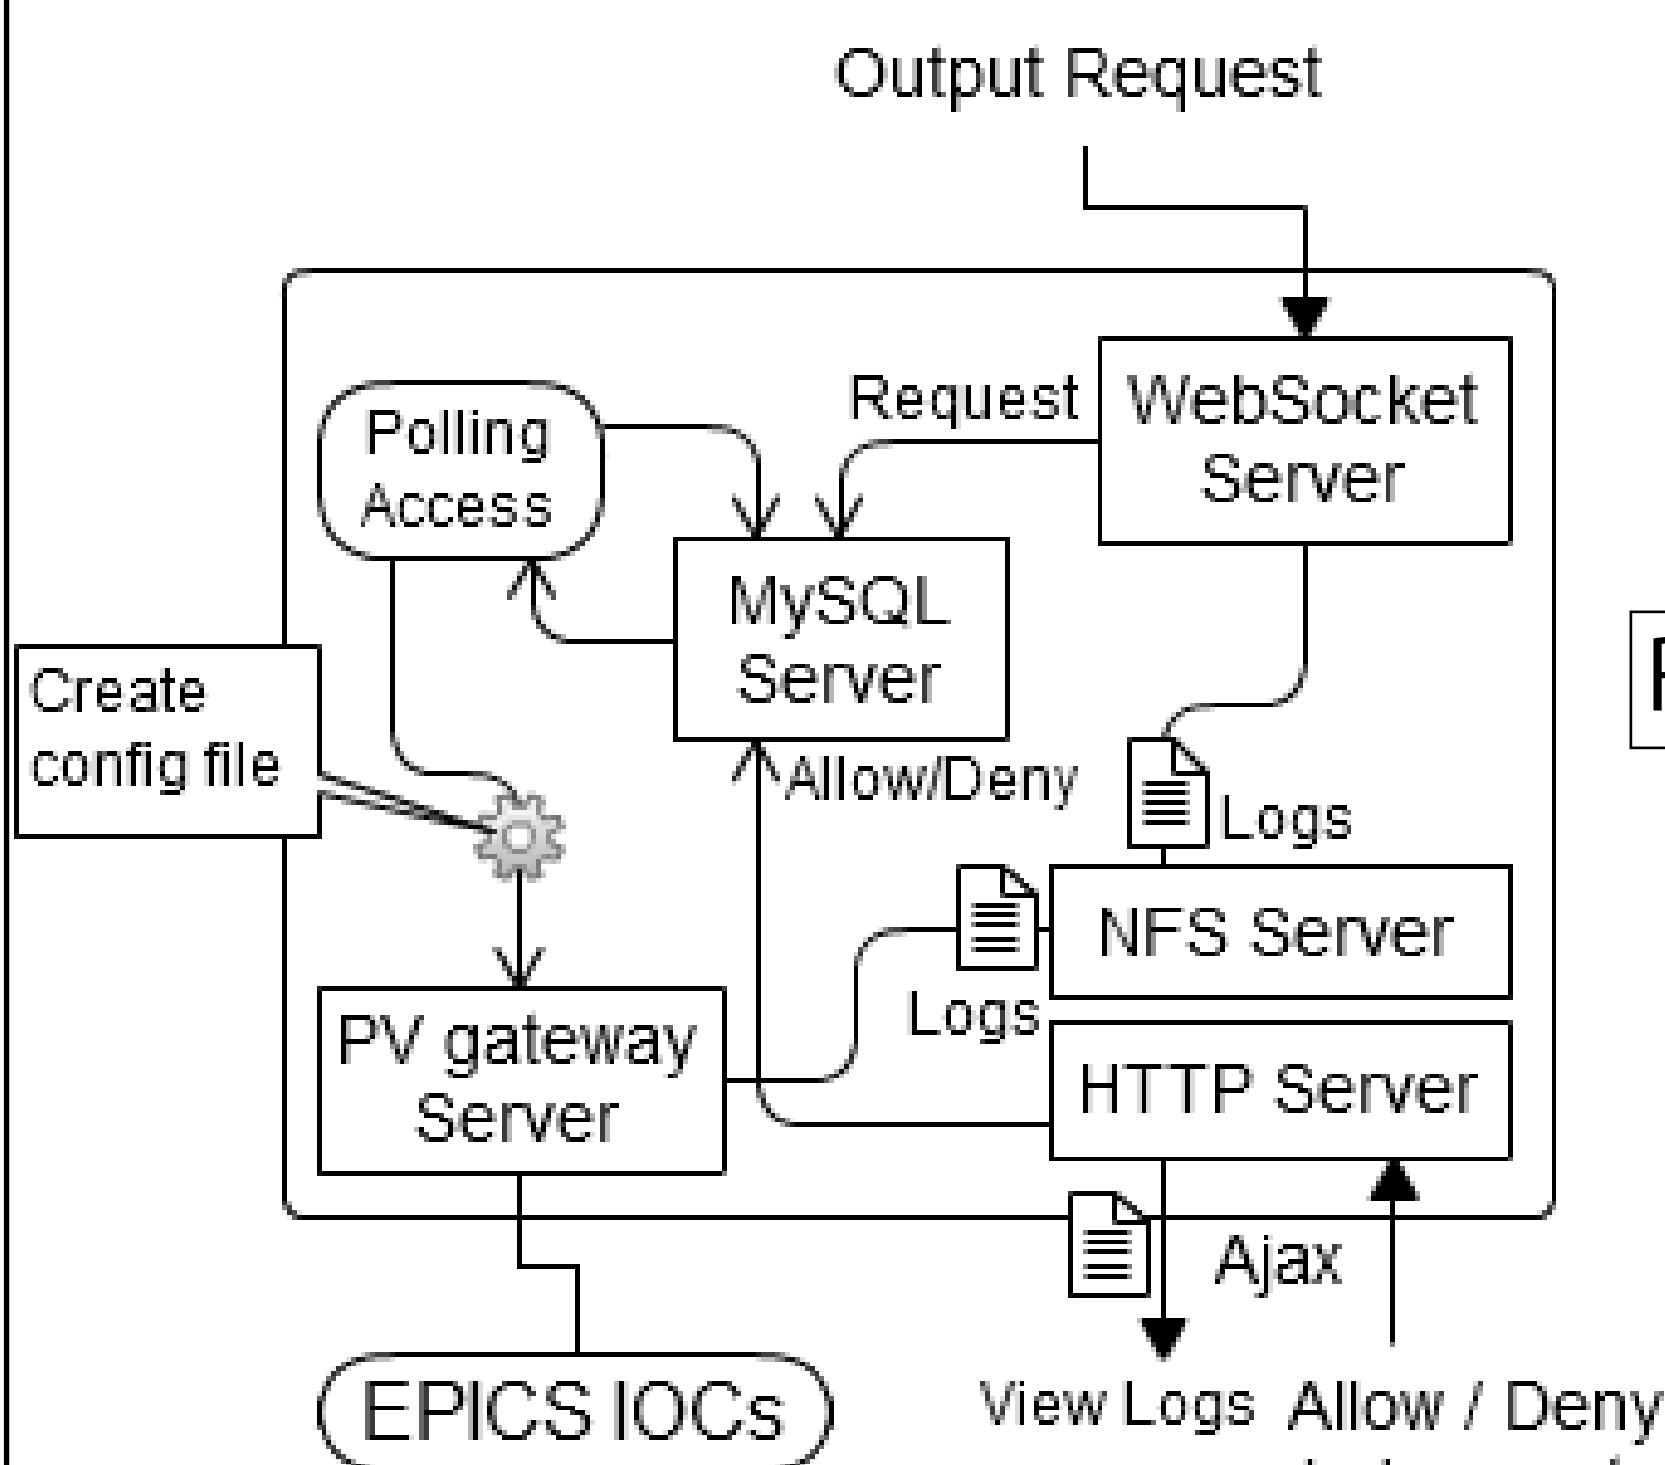 Output Request
Request
WebSocket
Server
Polling
Access
MySQL
Server
Create
config file
Allow/Deny
Logs
NFS Server
Logs
PV gateway
Server
HTTP Server
Ajax
EPICS IOCs
View Logs
Allow / Deny